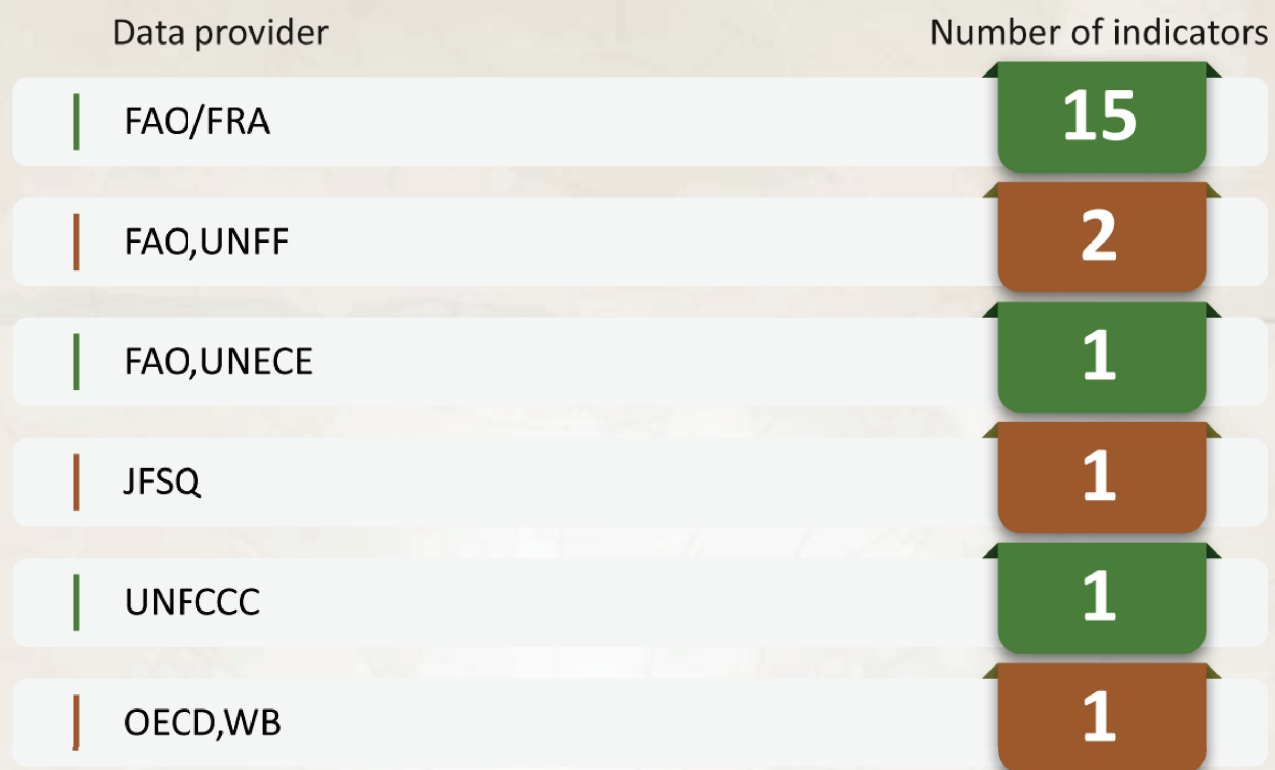 Data provider Number of indicators
FAO/FRA 15
FAO,UNFF 2
FAO,UNECE 1
JFSQ 1
UNFCCC 1
OECD,WB 1